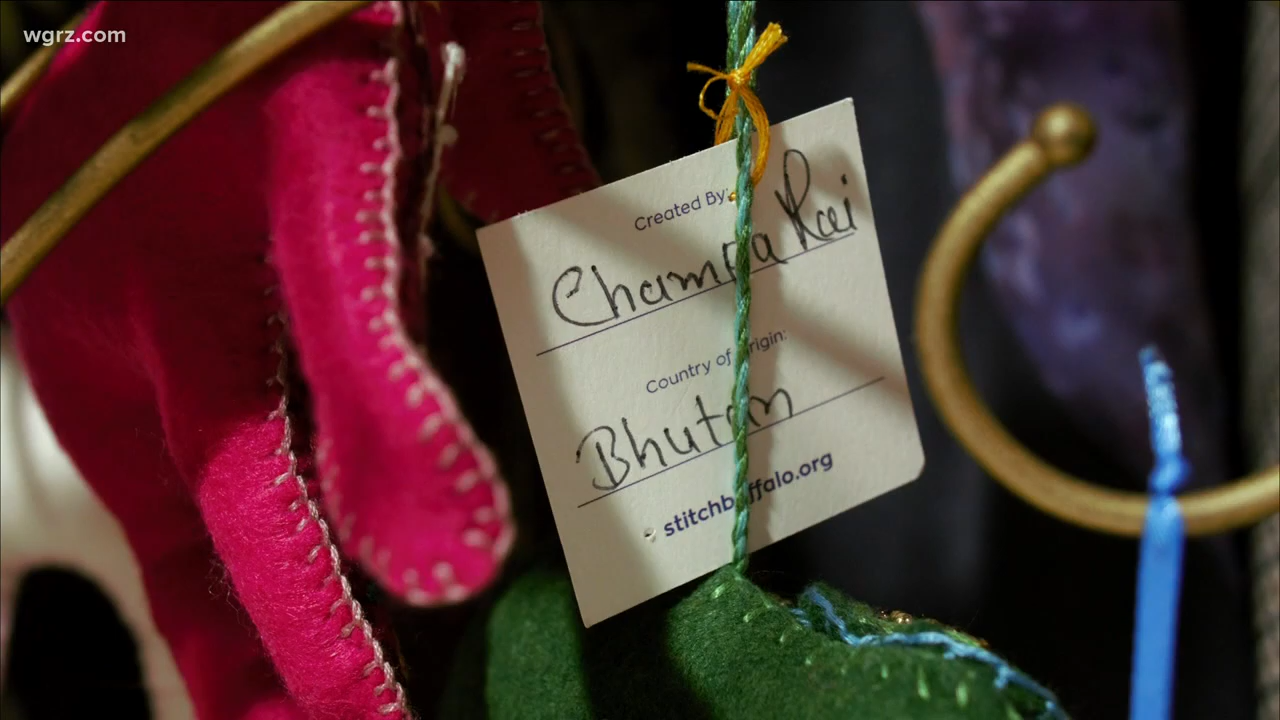 wgrz.com
Created By:
Champa Rai
Country of Origin:
Bhutan
stitchbuffalo.org